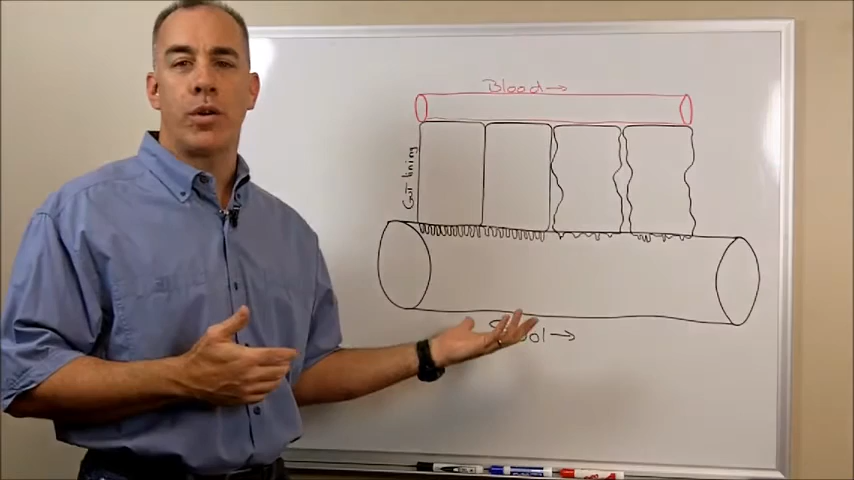 Blood →
Gut lining
→